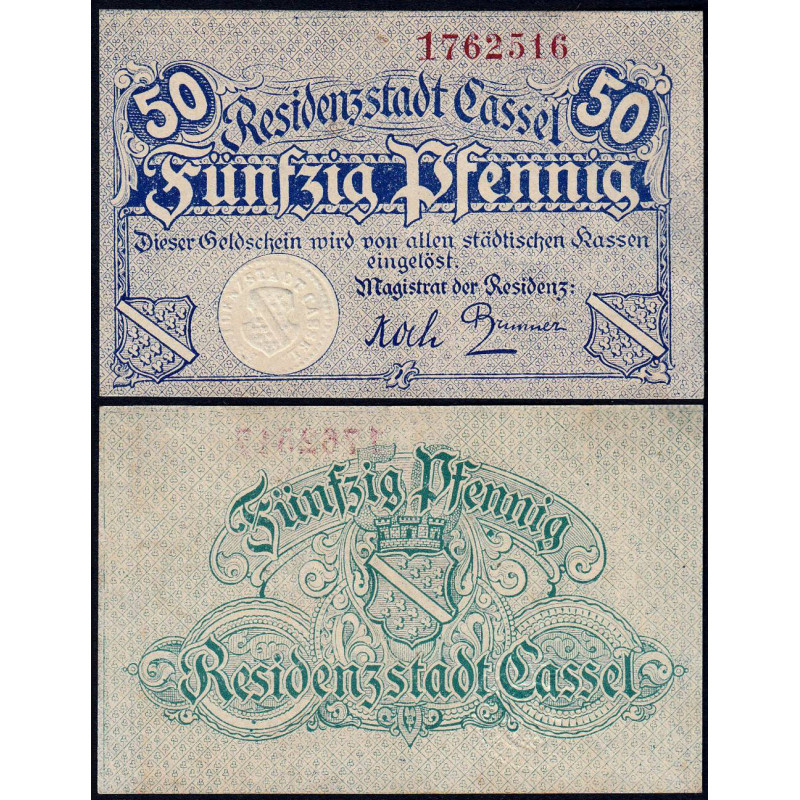 1762516
50 Residenzstadt Cassel 50
Fünfzig Pfennig
Dieser Geldschein wird von allen städtischen Kassen
eingelöst.
Magistrat der Residenz:
Koch Brunner
Fünfzig Pfennig
Residenzstadt Cassel